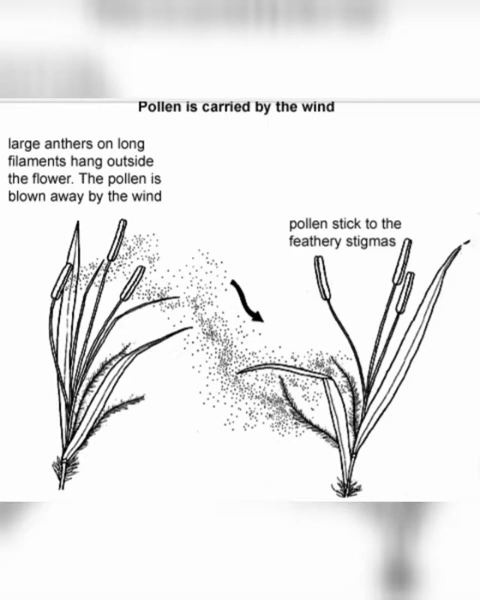 Pollen is carried by the wind
large anthers on long
filaments hang outside
the flower. The pollen is
blown away by the wind
pollen stick to the
feathery stigmas